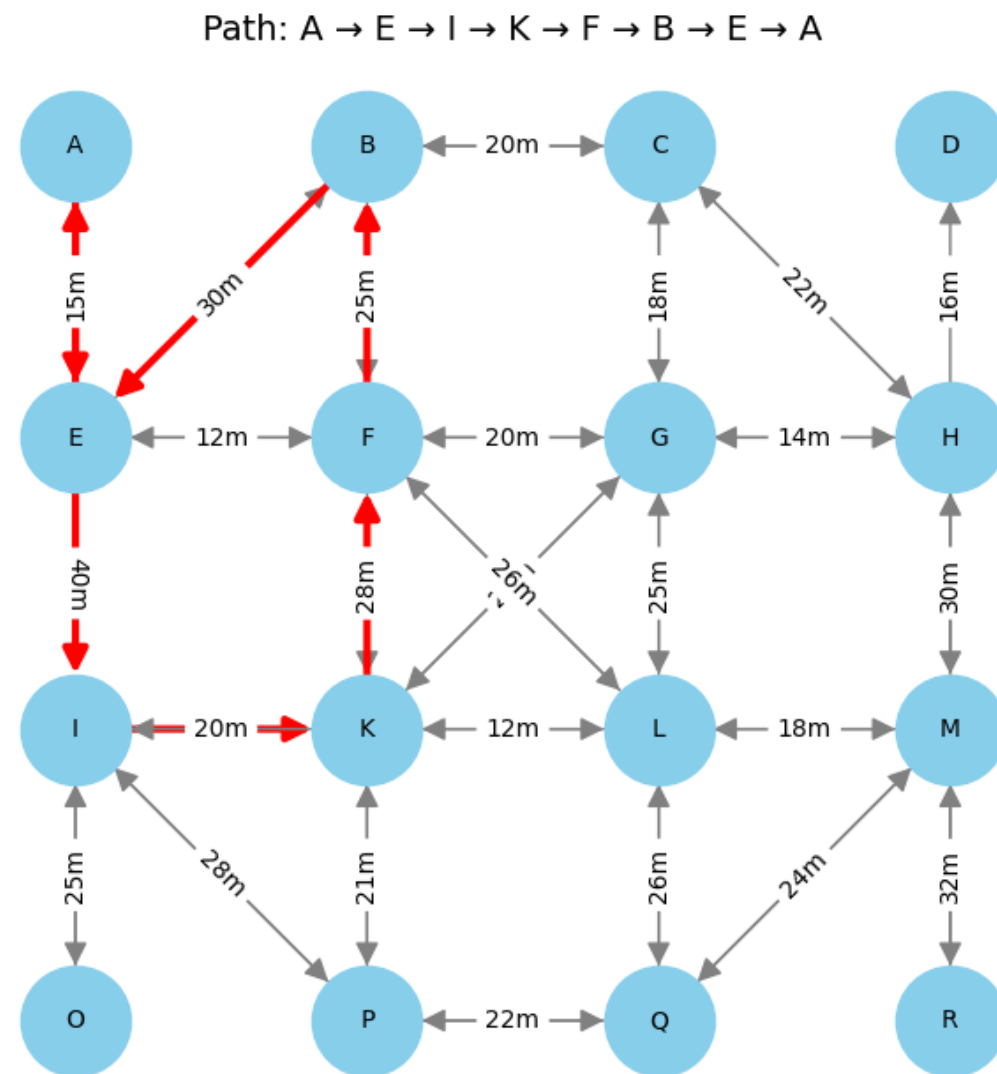 Path: A → E → I → K → F → B → E → A
A
B
20m
C
D
15m
30m
25m
18m
22m
16m
E
12m
F
20m
G
14m
H
40m
28m
26m
25m
30m
I
20m
K
12m
L
18m
M
25m
28m
21m
26m
24m
32m
O
P
22m
Q
R